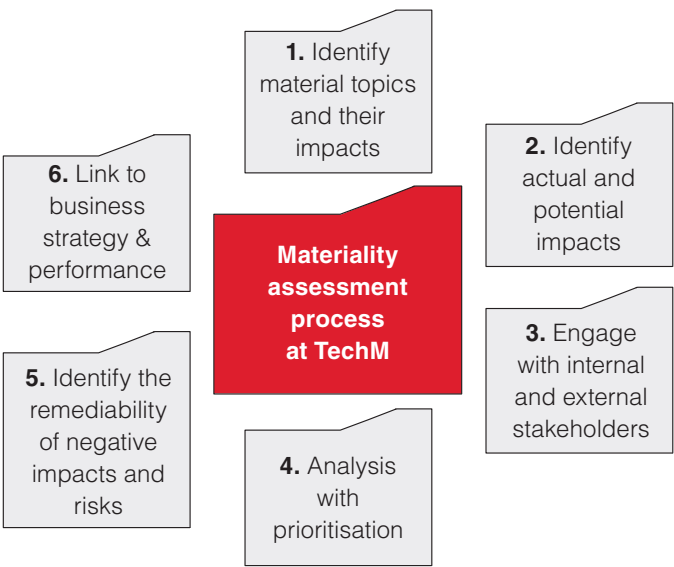 1. Identify
material topics
and their
impacts
2. Identify
actual and
potential
impacts
3. Engage
with internal
and external
stakeholders
4. Analysis
with
prioritisation
5. Identify the
remediability
of negative
impacts and
risks
6. Link to
business
strategy &
performance
Materiality
assessment
process
at TechM